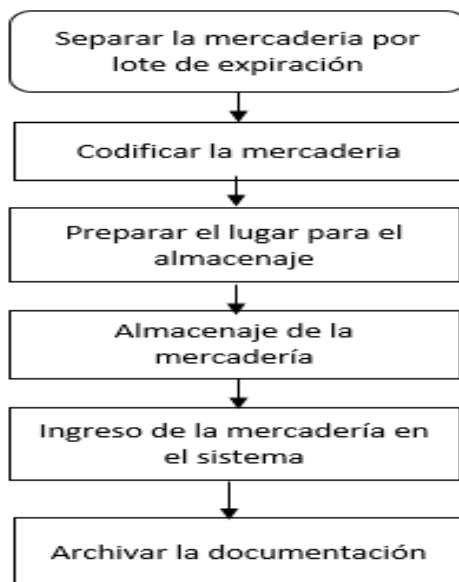 Separar la mercaderia por
lote de expiración
Codificar la mercaderia
Preparar el lugar para el
almacenaje
Almacenaje de la
mercadería
Ingreso de la mercadería en
el sistema
Archivar la documentación